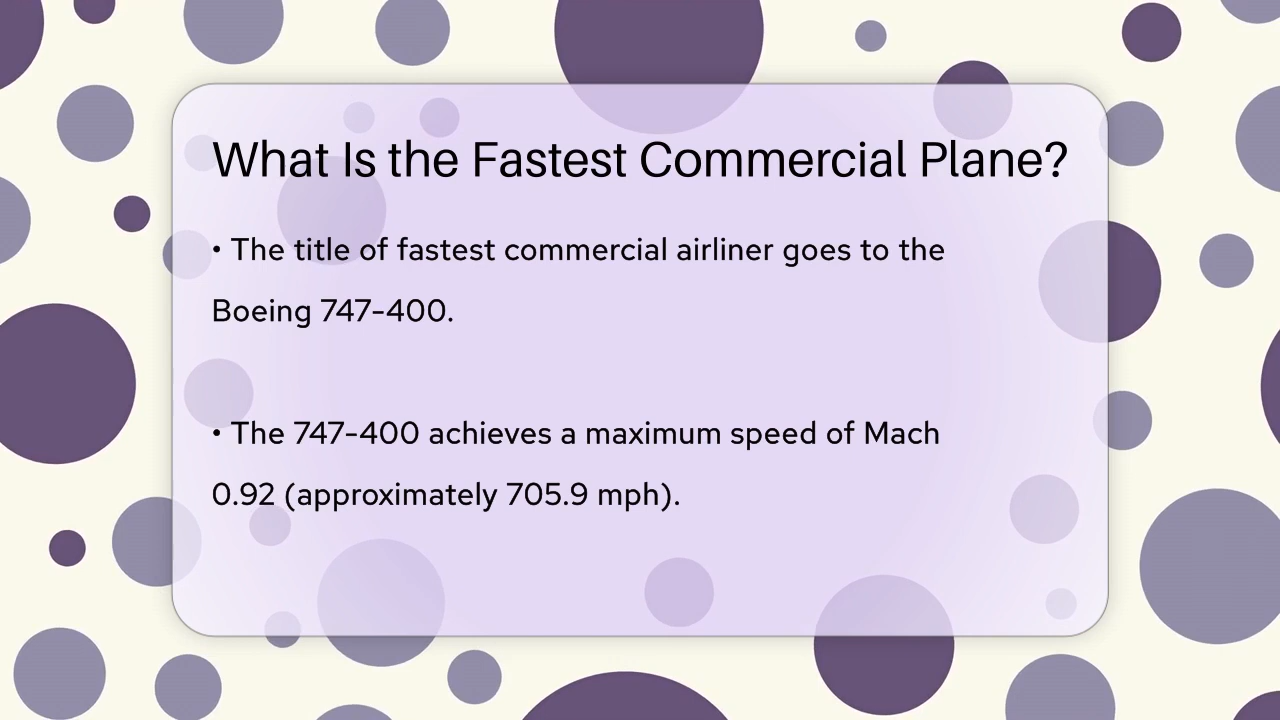 What Is the Fastest Commercial Plane?
• The title of fastest commercial airliner goes to the
Boeing 747-400.
• The 747-400 achieves a maximum speed of Mach
0.92 (approximately 705.9 mph).